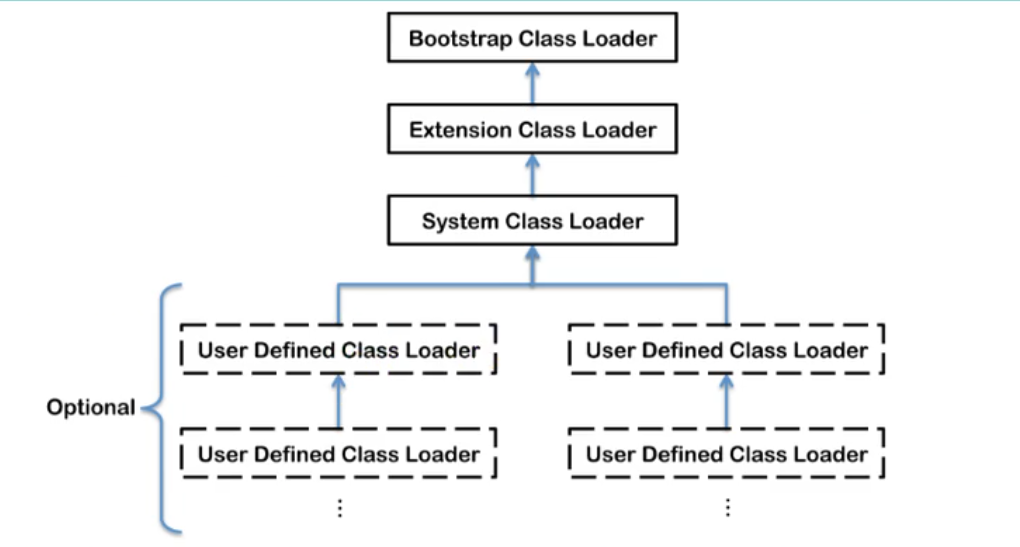 Bootstrap Class Loader
Extension Class Loader
System Class Loader
User Defined Class Loader
User Defined Class Loader
Optional
User Defined Class Loader
User Defined Class Loader
⋮
⋮